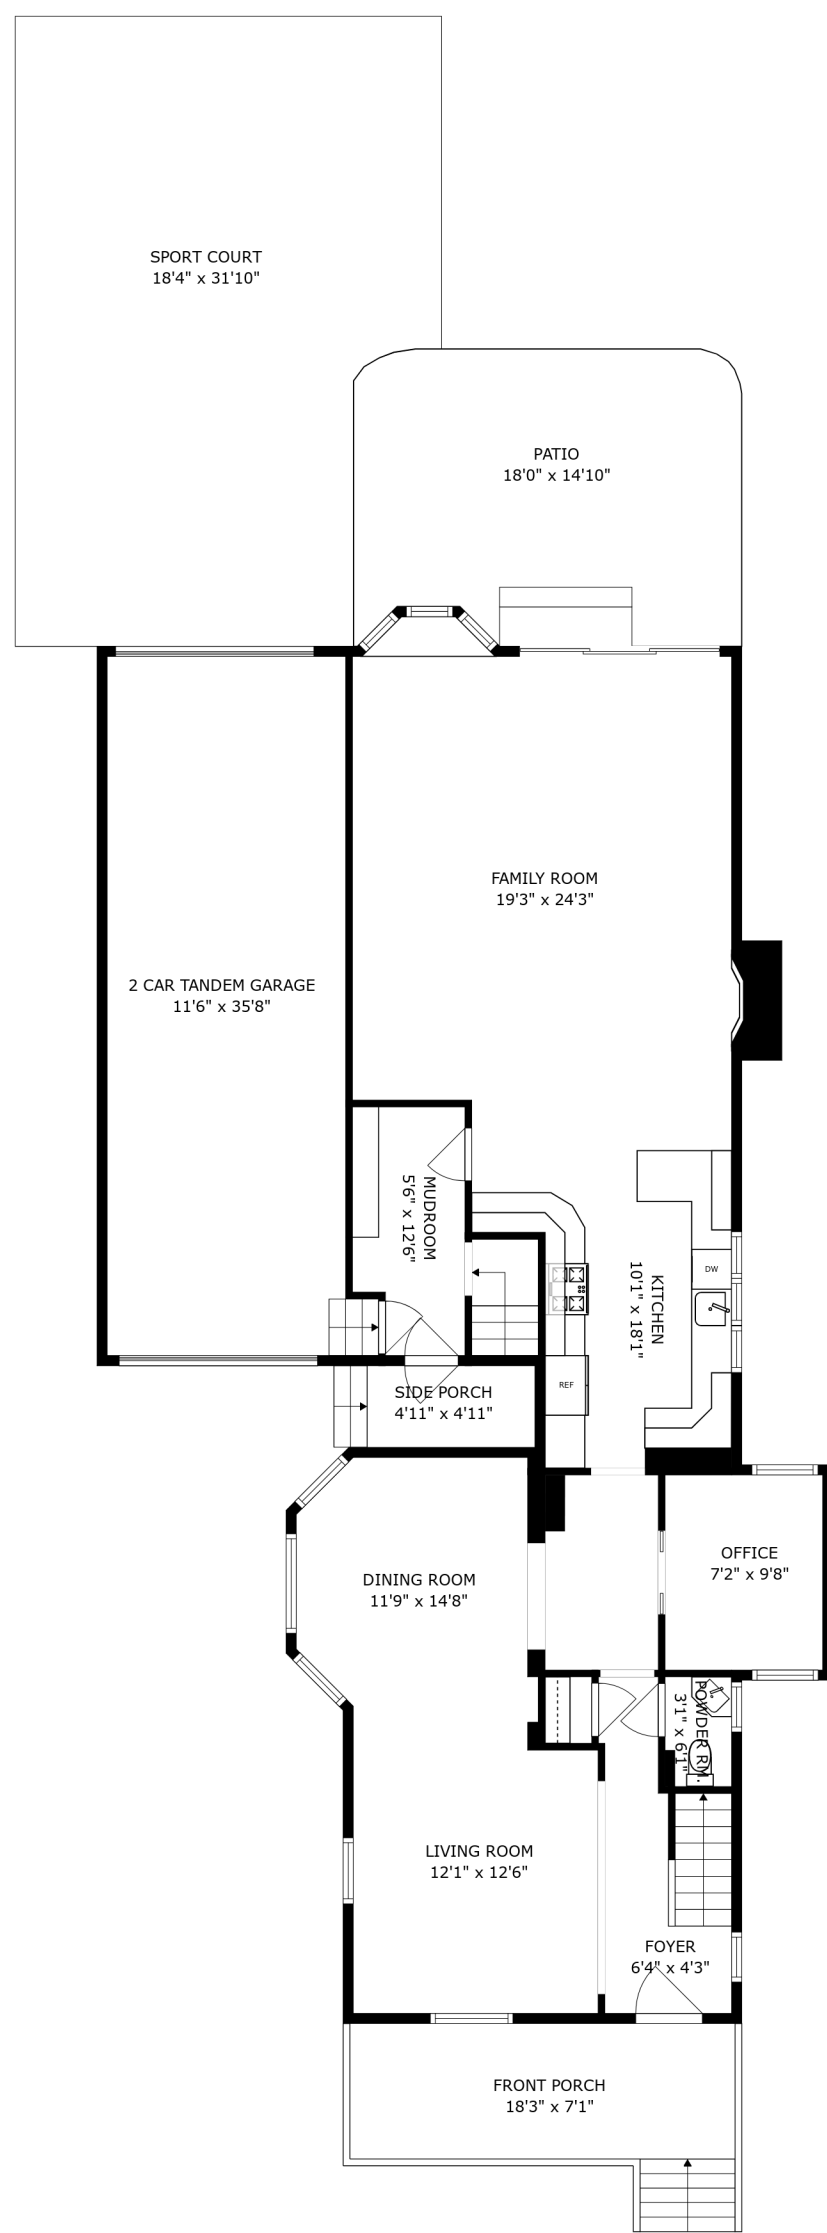 SPORT COURT
18'4" x 31'10"
PATIO
18'0" x 14'10"
FAMILY ROOM
19'3" x 24'3"
2 CAR TANDEM GARAGE
11'6" x 35'8"
MUDROOM
5'6" x 12'6"
KITCHEN
10'1" x 18'1"
DW
REF
SIDE PORCH
4'11" x 4'11"
OFFICE
7'2" x 9'8"
DINING ROOM
11'9" x 14'8"
POWDER RM.
3'1" x 6'1"
LIVING ROOM
12'1" x 12'6"
FOYER
6'4" x 4'3"
FRONT PORCH
18'3" x 7'1"